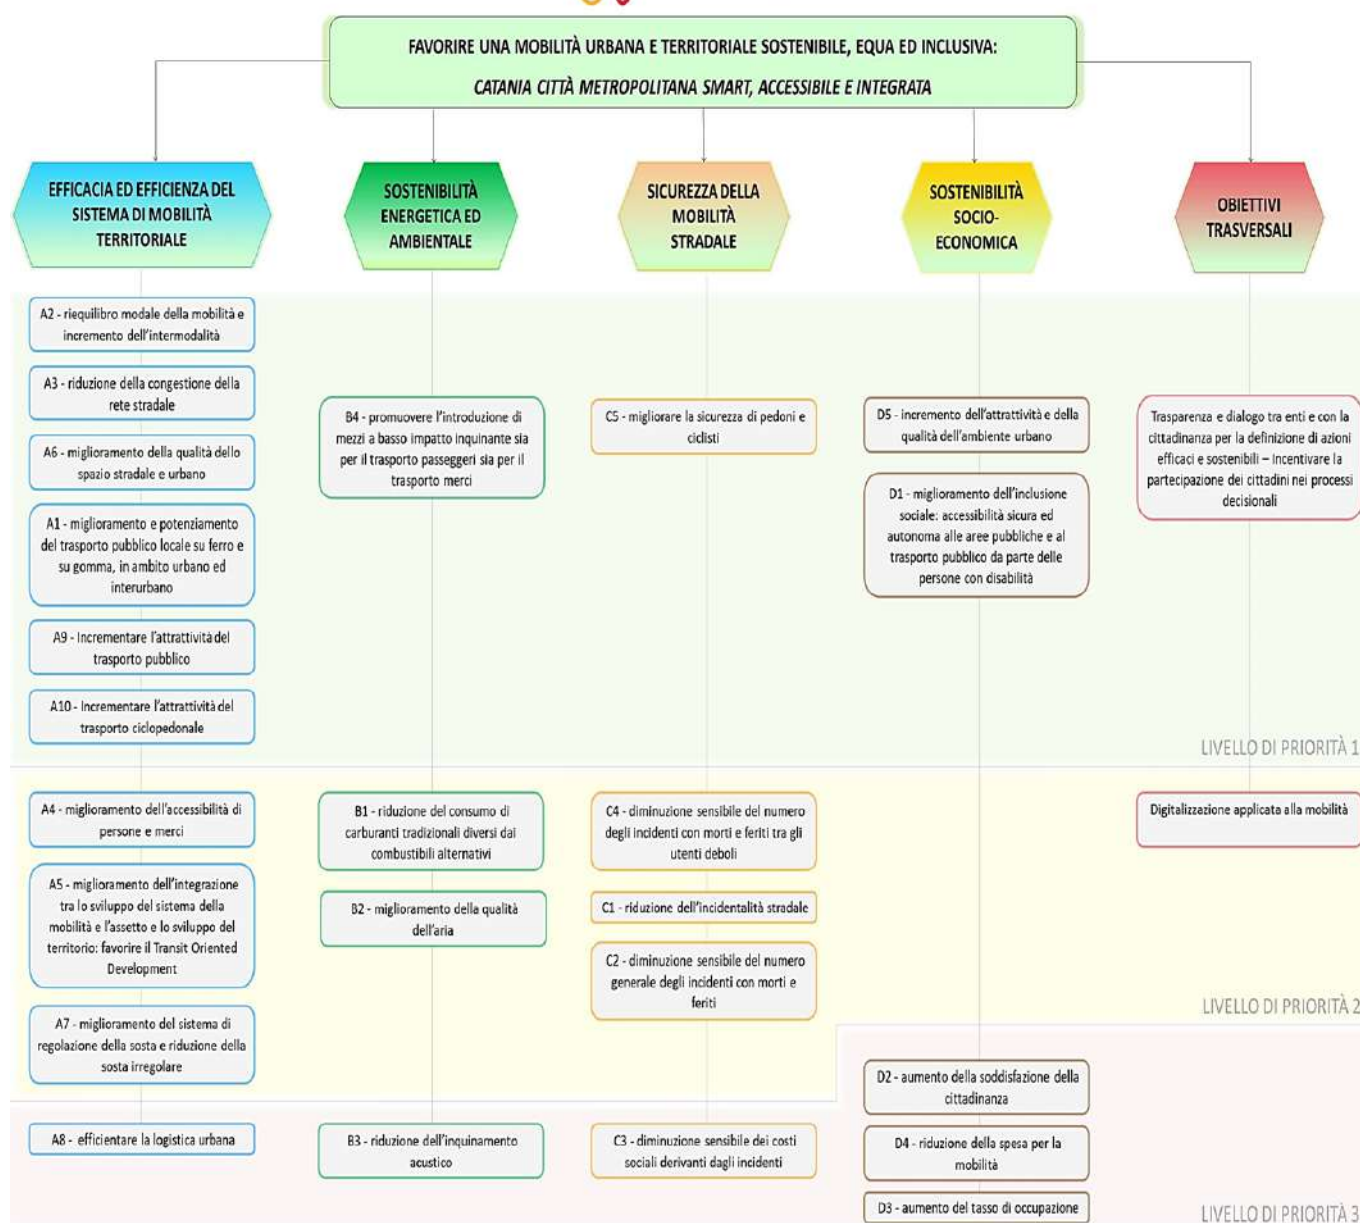 FAVORIRE UNA MOBILITÀ URBANA E TERRITORIALE SOSTENIBILE, EQUA ED INCLUSIVA:
CATANIA CITTÀ METROPOLITANA SMART, ACCESSIBILE E INTEGRATA
EFFICACIA ED EFFICIENZA DEL
SISTEMA DI MOBILITÀ
TERRITORIALE
SOSTENIBILITÀ
ENERGETICA ED
AMBIENTALE
SICUREZZA DELLA
MOBILITÀ
STRADALE
SOSTENIBILITÀ
SOCIO-
ECONOMICA
OBIETTIVI
TRASVERSALI
A2 - riequilibro modale della mobilità e
incremento dell'intermodalità
A3 - riduzione della congestione della
rete stradale
A6 - miglioramento della qualità dello
spazio stradale e urbano
A1 - miglioramento e potenziamento
del trasporto pubblico locale su ferro e
su gomma, in ambito urbano ed
interurbano
A9 - Incrementare l'attrattività del
trasporto pubblico
A10 - Incrementare l'attrattività del
trasporto ciclopedonale
B4 - promuovere l'introduzione di
mezzi a basso impatto inquinante sia
per il trasporto passeggeri sia per il
trasporto merci
C5 - migliorare la sicurezza di pedoni e
ciclisti
D5 - incremento dell'attrattività e della
qualità dell'ambiente urbano
D1 - miglioramento dell'inclusione
sociale: accessibilità sicura ed
autonoma alle aree pubbliche e al
trasporto pubblico da parte delle
persone con disabilità
Trasparenza e dialogo tra enti e con la
cittadinanza per la definizione di azioni
efficaci e sostenibili – Incentivare la
partecipazione dei cittadini nei processi
decisionali
LIVELLO DI PRIORITÀ 1
A4 - miglioramento dell'accessibilità di
persone e merci
A5 - miglioramento dell'integrazione
tra lo sviluppo del sistema della
mobilità e l'assetto e lo sviluppo del
territorio: favorire il Transit Oriented
Development
A7 - miglioramento del sistema di
regolazione della sosta e riduzione della
sosta irregolare
B1 - riduzione del consumo di
carburanti tradizionali diversi dai
combustibili alternativi
B2 - miglioramento della qualità
dell'aria
C4 - diminuzione sensibile del numero
degli incidenti con morti e feriti tra gli
utenti deboli
C1 - riduzione dell'incidentalità stradale
C2 - diminuzione sensibile del numero
generale degli incidenti con morti e
feriti
Digitalizzazione applicata alla mobilità
LIVELLO DI PRIORITÀ 2
A8 - efficientare la logistica urbana
B3 - riduzione dell'inquinamento
acustico
C3 - diminuzione sensibile dei costi
sociali derivanti dagli incidenti
D2 - aumento della soddisfazione della
cittadinanza
D4 - riduzione della spesa per la
mobilità
D3 - aumento del tasso di occupazione
LIVELLO DI PRIORITÀ 3